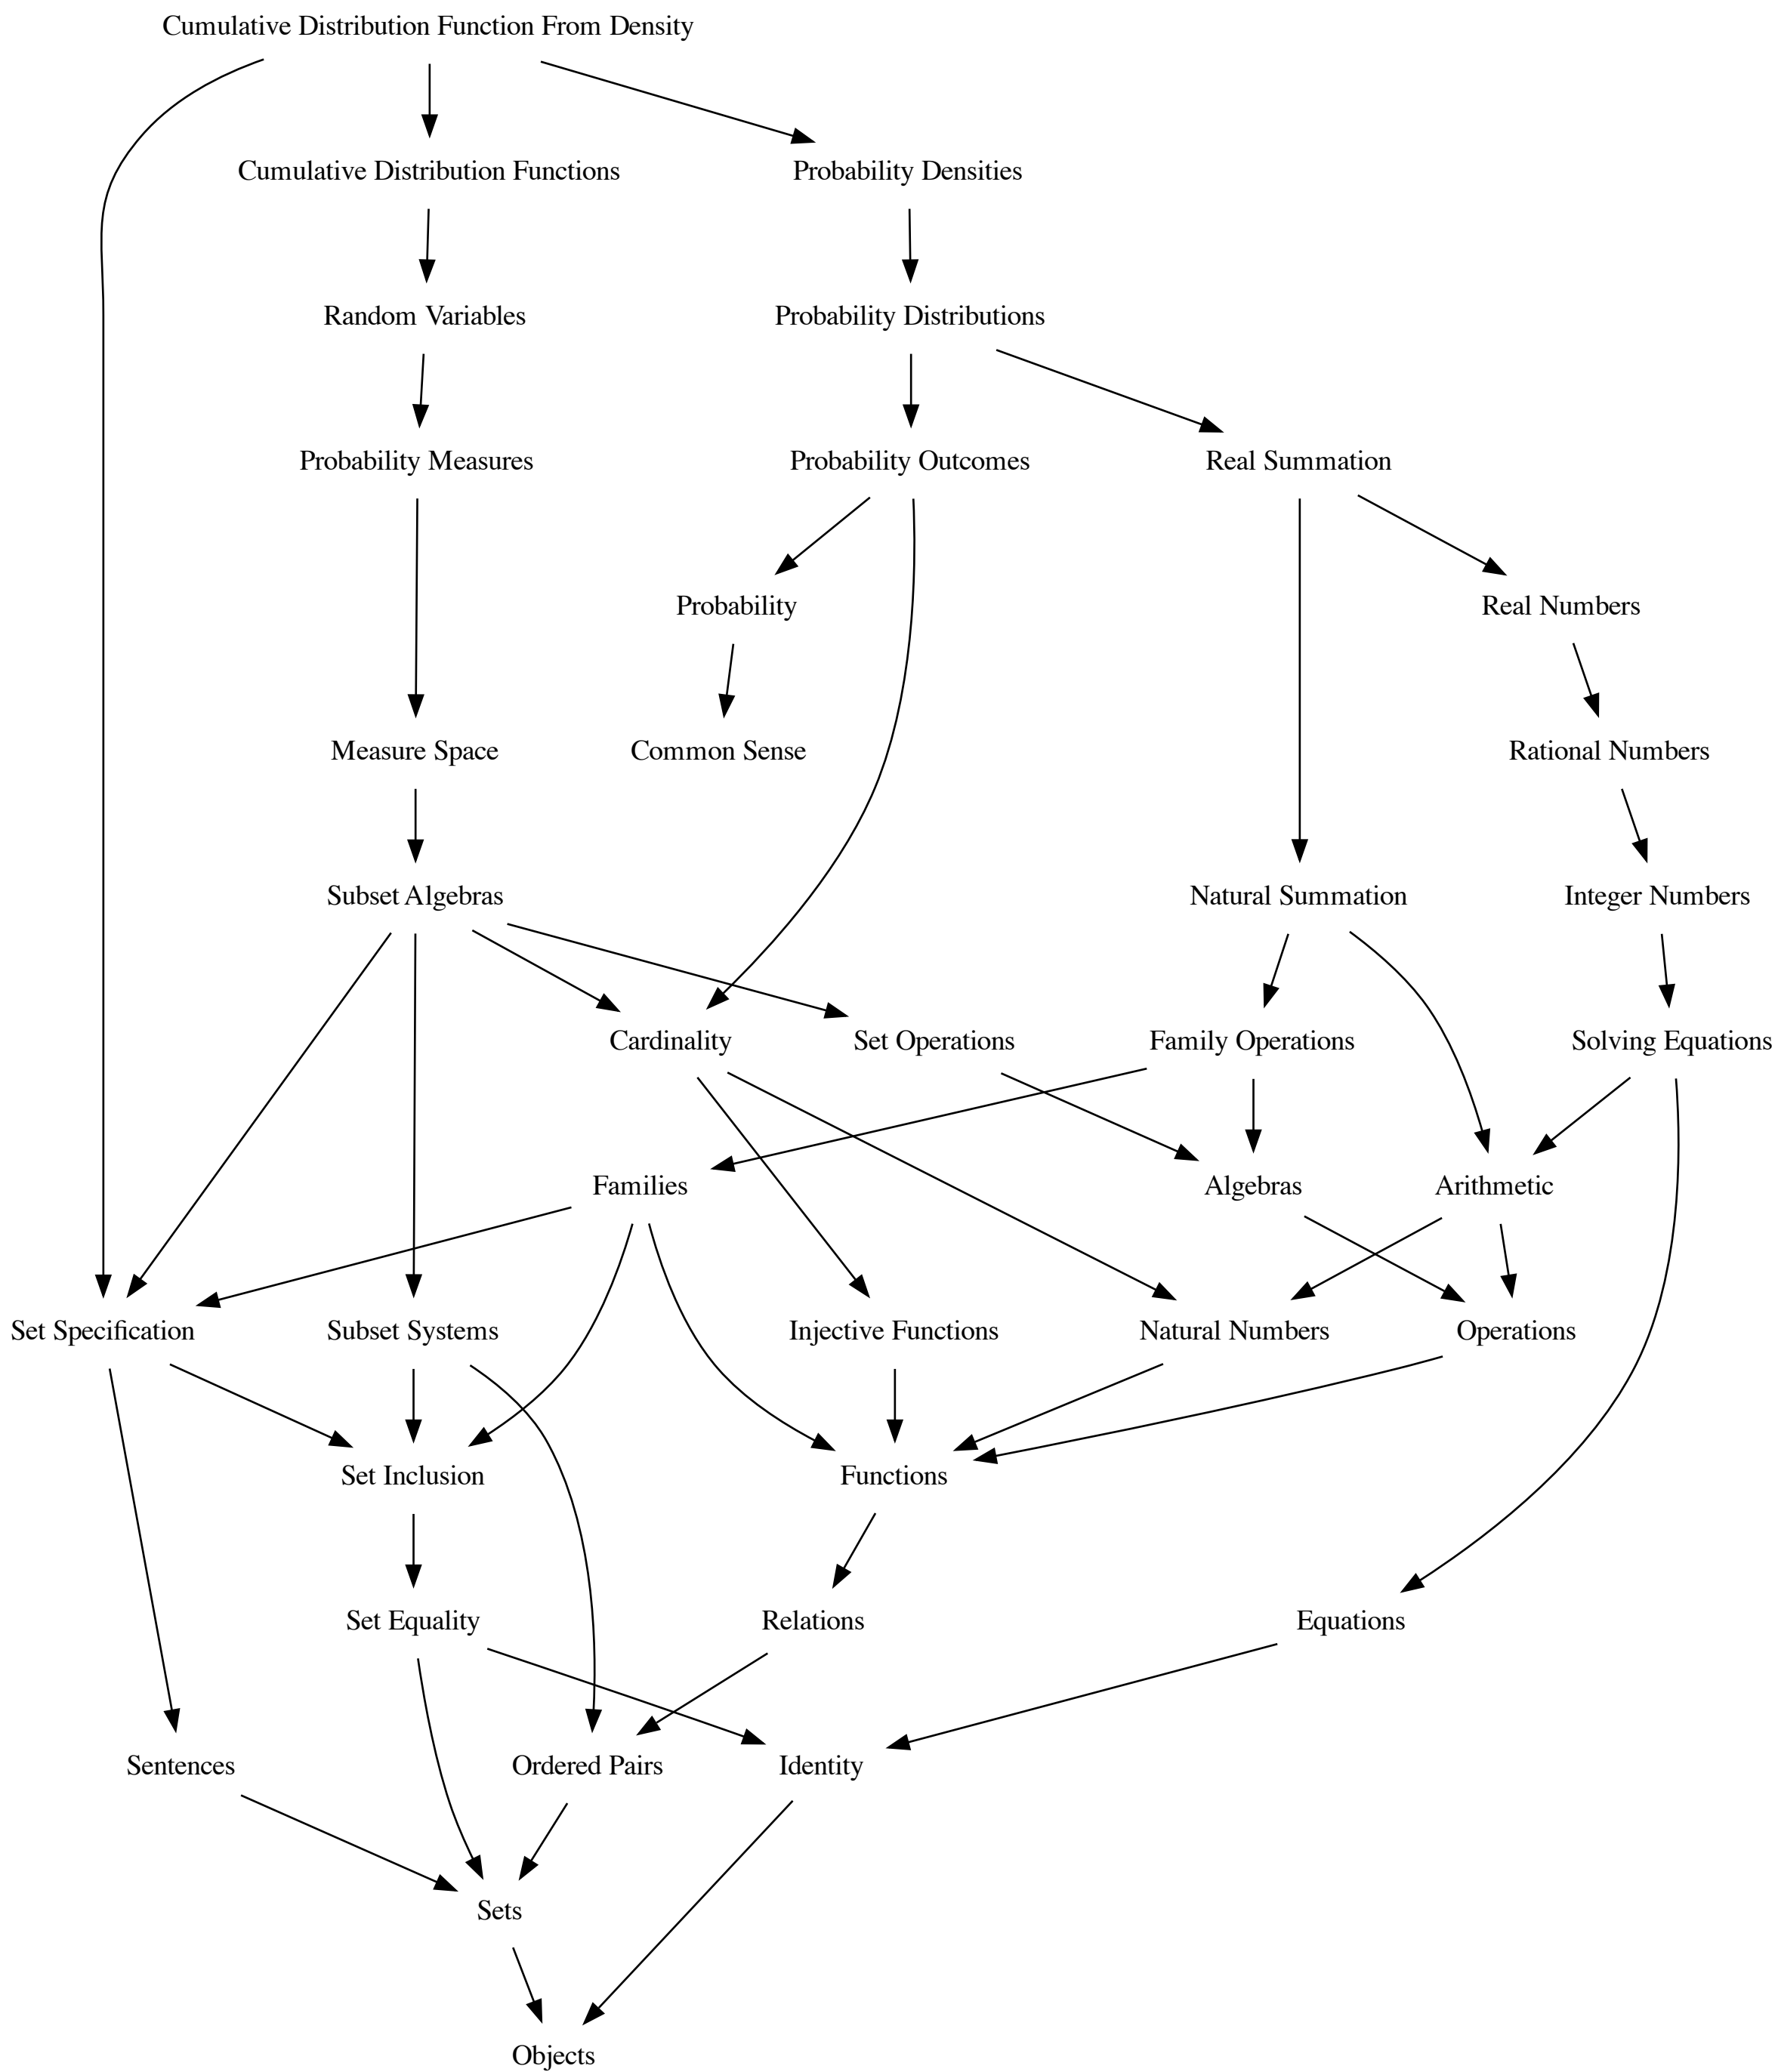 Cumulative Distribution Function From Density
Cumulative Distribution Functions
Probability Densities
Random Variables
Probability Distributions
Probability Measures
Probability Outcomes
Real Summation
Probability
Real Numbers
Measure Space
Common Sense
Rational Numbers
Subset Algebras
Natural Summation
Integer Numbers
Cardinality
Set Operations
Family Operations
Solving Equations
Families
Algebras
Arithmetic
Set Specification
Subset Systems
Injective Functions
Natural Numbers
Operations
Set Inclusion
Functions
Set Equality
Relations
Equations
Sentences
Ordered Pairs
Identity
Sets
Objects